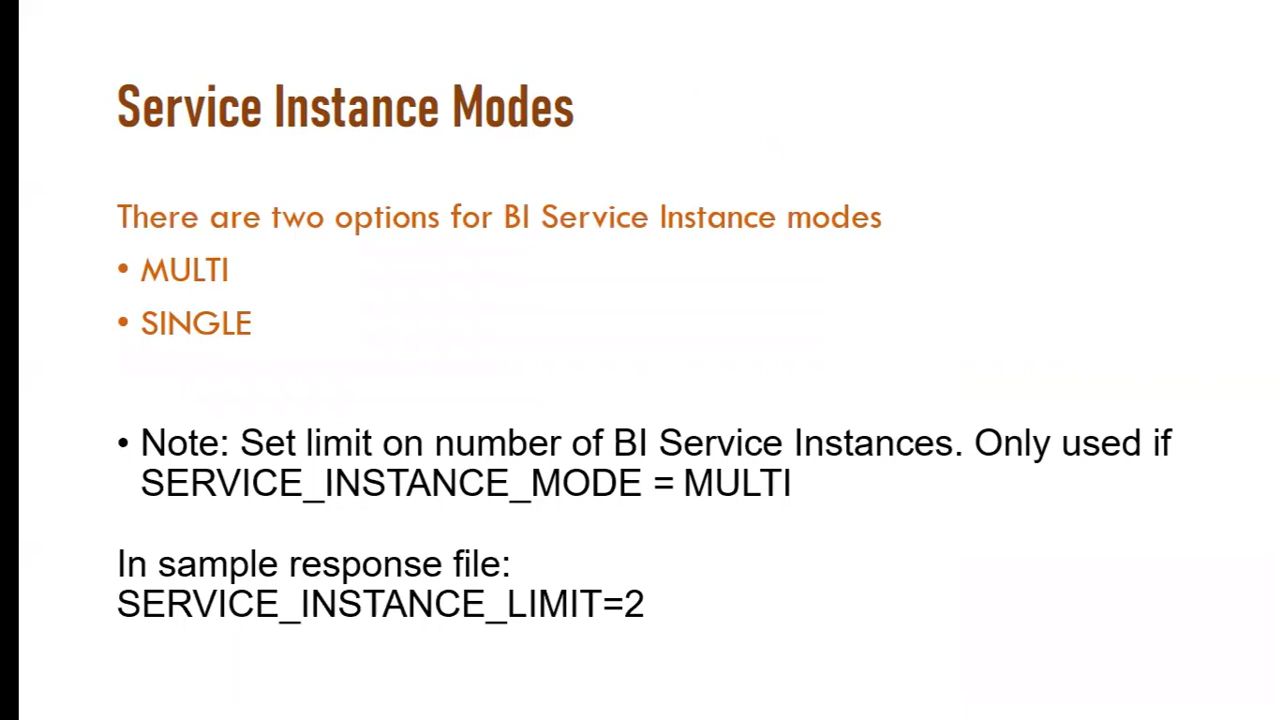 Service Instance Modes
There are two options for BI Service Instance modes
• MULTI
• SINGLE
• Note: Set limit on number of BI Service Instances. Only used if
SERVICE_INSTANCE_MODE = MULTI
In sample response file:
SERVICE_INSTANCE_LIMIT=2